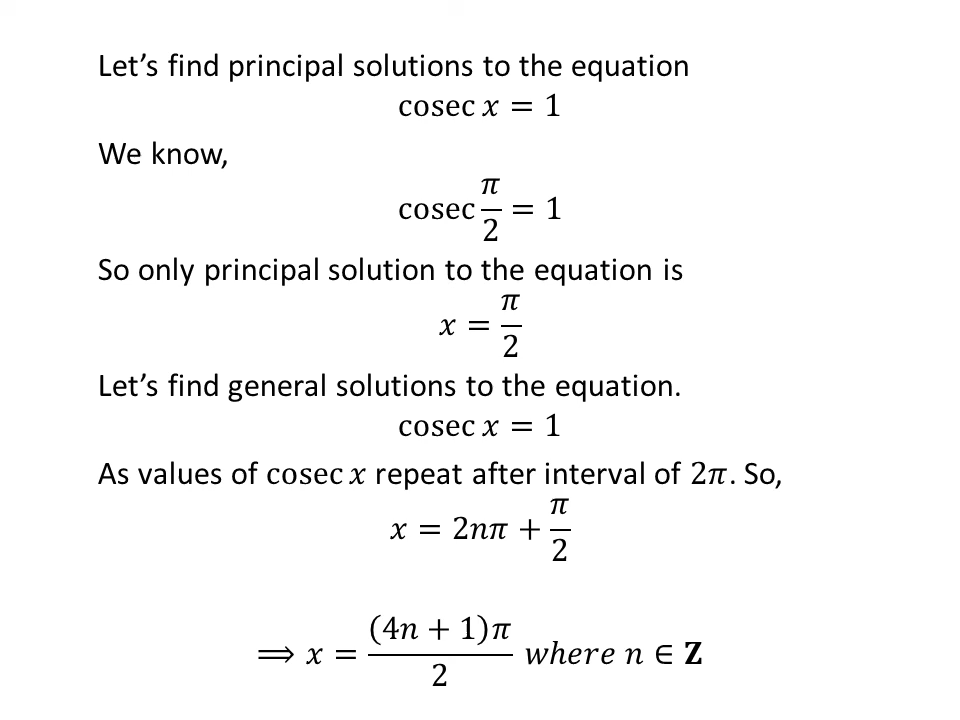 Let’s find principal solutions to the equation
cosec 𝑥 = 1
We know,
cosec π/2 = 1
So only principal solution to the equation is
𝑥 = π/2
Let’s find general solutions to the equation.
cosec 𝑥 = 1
As values of cosec 𝑥 repeat after interval of 2𝜋. So,
𝑥 = 2𝑛𝜋 + π/2
⟹ 𝑥 = (4𝑛 + 1)𝜋/2 𝑤ℎ𝑒𝑟𝑒 𝑛 ∈ 𝐙